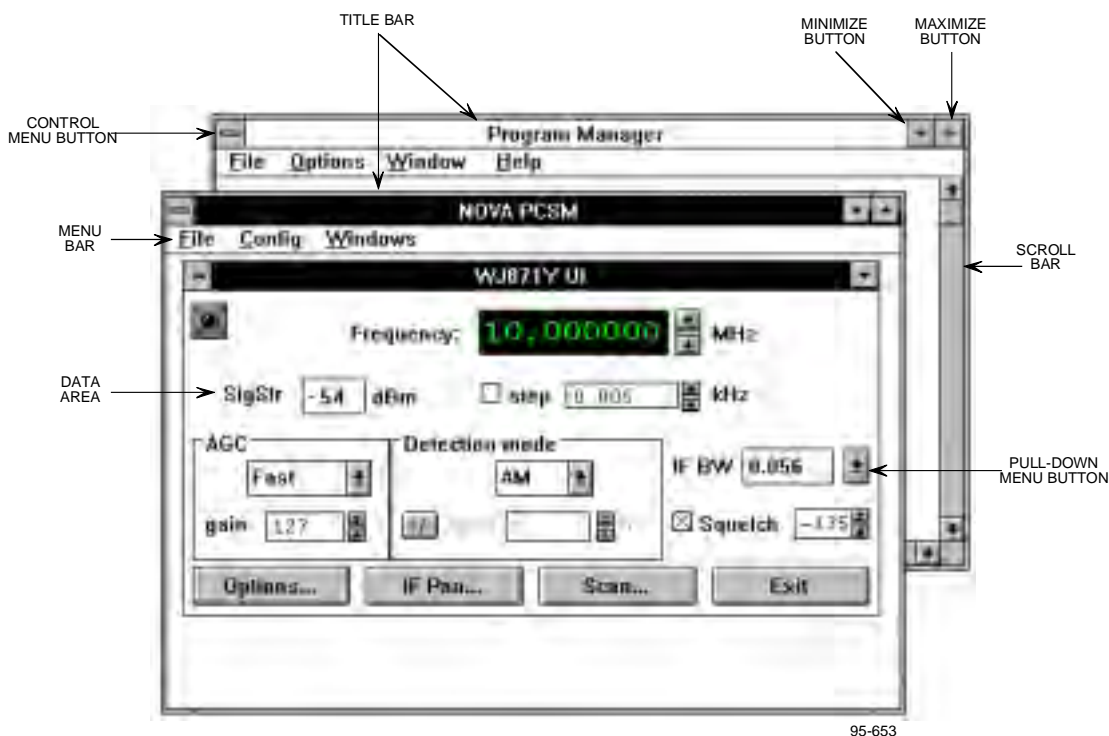 TITLE BAR
MINIMIZE
BUTTON
MAXIMIZE
BUTTON
CONTROL
MENU BUTTON
Program Manager
File Options Window Help
NOVA PCSM
MENU
BAR
File Config Windows
SCROLL
BAR
WJ871Y UI
Frequency: 10.000000 MHz
DATA
AREA
SigStr -54 dBm step 0.005 kHz
AGC
Detection mode
Fast AM IF BW 0.056
PULL-DOWN
MENU BUTTON
gain 127 +/- Squelch -135
Options... IF Pan... Scan... Exit
95-653